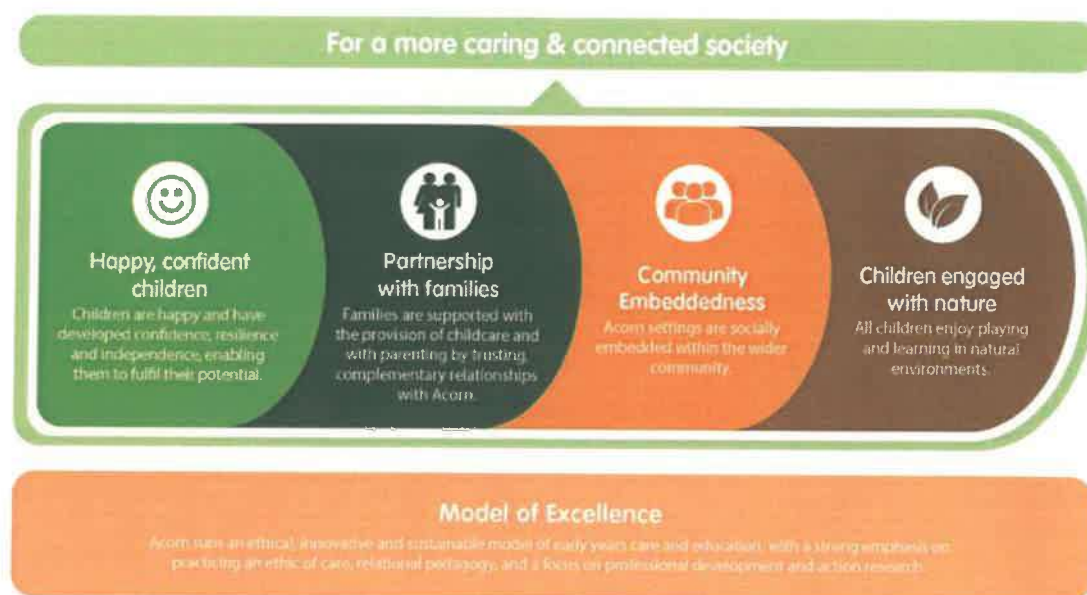 For a more caring & connected society
Happy, confident
children
Children are happy and have
developed confidence, resilience
and independence, enabling
them to fulfil their potential.
Partnership
with families
Families are supported with
the provision of childcare and
with parenting by trusting,
complementary relationships
with Acorn.
Community
Embeddedness
Acorn settings are socially
embedded within the wider
community.
Children engaged
with nature
All children enjoy playing
and learning in natural
environments.
Model of Excellence
Acorn runs an ethical, innovative and sustainable model of early years care and education, with a strong emphasis on
practicing an ethic of care, relational pedagogy, and a focus on professional development and action research.